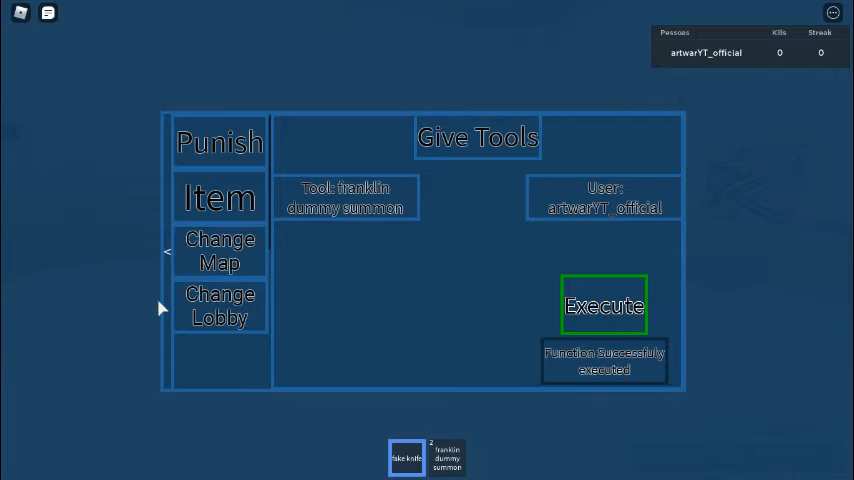 Pessoas Kills Streak
artwarYT_official 0 0
Punish
Give Tools
Item
Tool: franklin
dummy summon
User:
artwarYT_official
Change
Map
<
Change
Lobby
Execute
Function Successfuly
executed
fake knife
2
franklin
dummy
summon